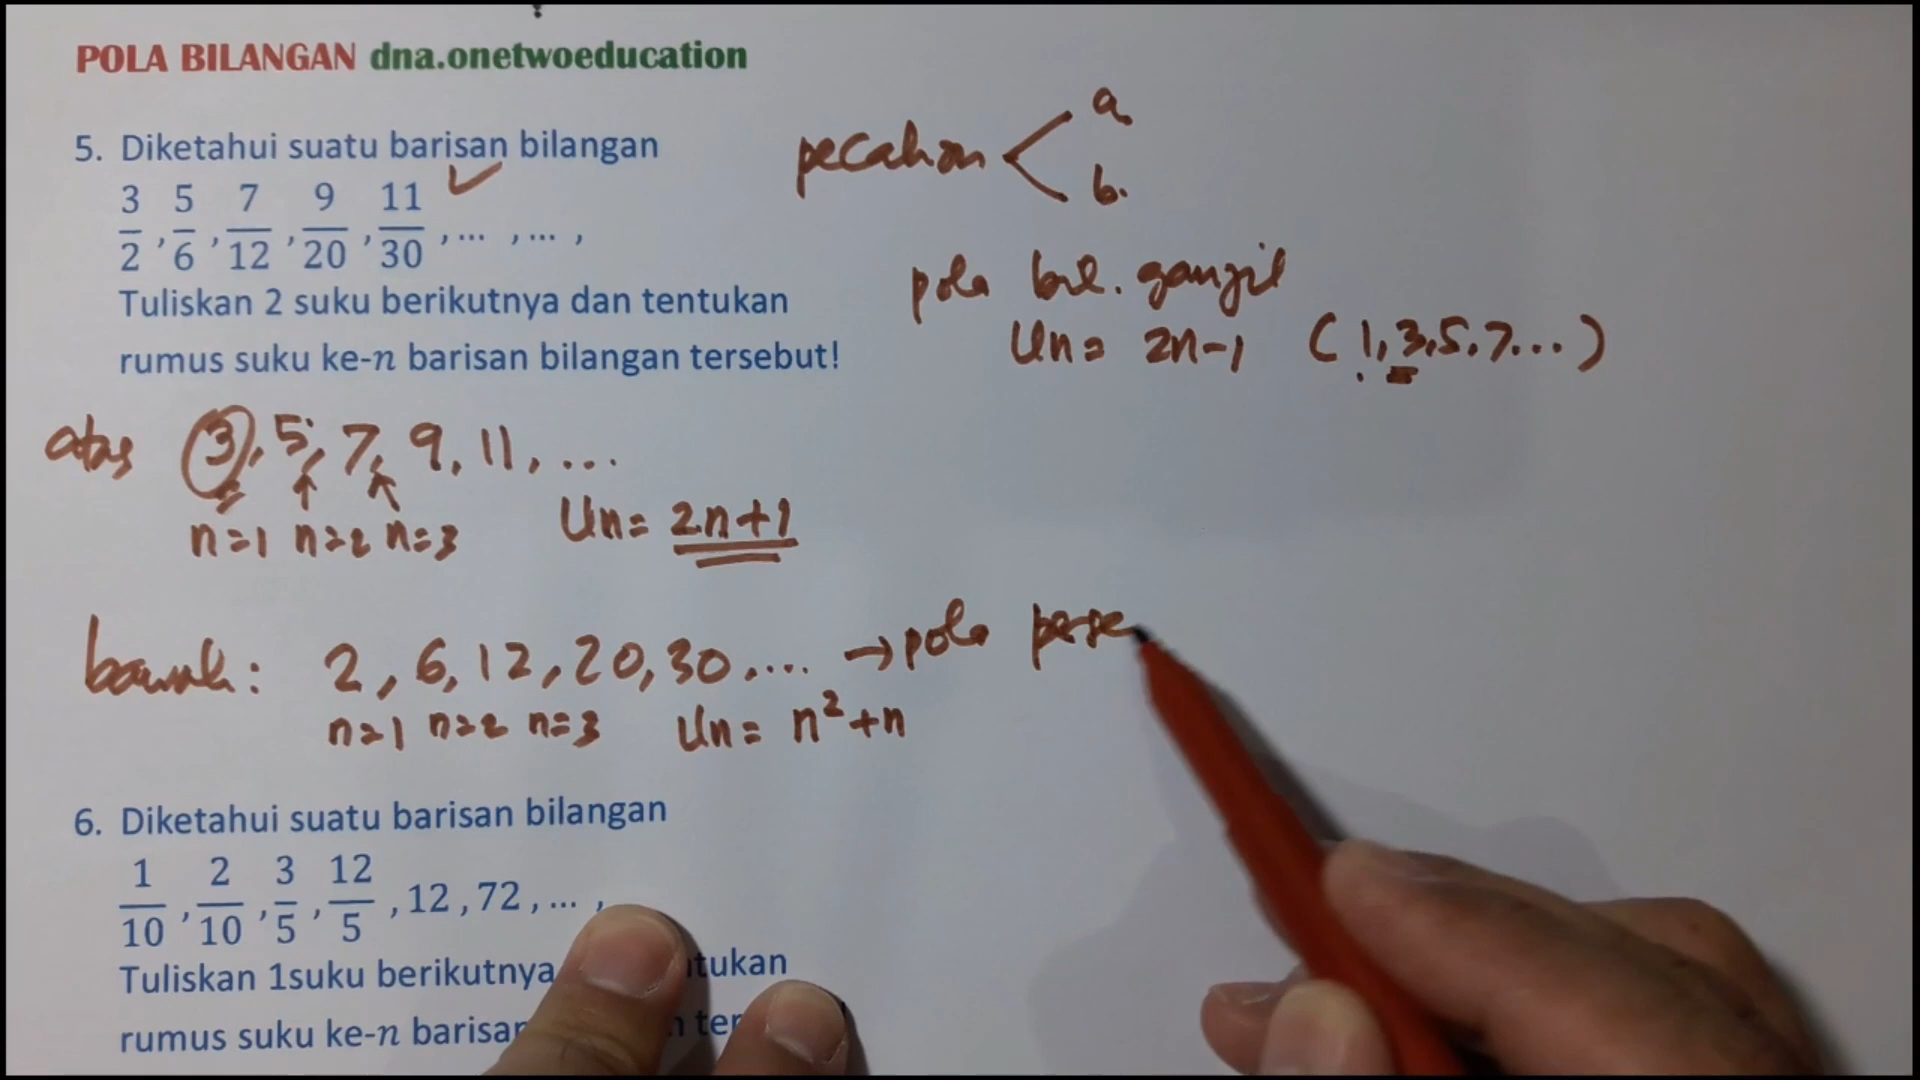 POLA BILANGAN dna.onetwoeducation
5. Diketahui suatu barisan bilangan
3/2, 5/6, 7/12, 9/20, 11/30, ... , ... ,
Tuliskan 2 suku berikutnya dan tentukan
rumus suku ke-n barisan bilangan tersebut!
pecahan < a
b.
pola bil. ganjil
Un = 2n-1 (1,3,5,7...)
atas 3, 5, 7, 9, 11, ...
n=1 n=2 n=3 Un = 2n+1
bawah: 2, 6, 12, 20, 30, ... → pola perse
n=1 n=2 n=3 Un = n²+n
6. Diketahui suatu barisan bilangan
1/10, 2/10, 3/5, 12/5, 12, 72, ... ,
Tuliskan 1suku berikutnya tukan
rumus suku ke-n barisan ter